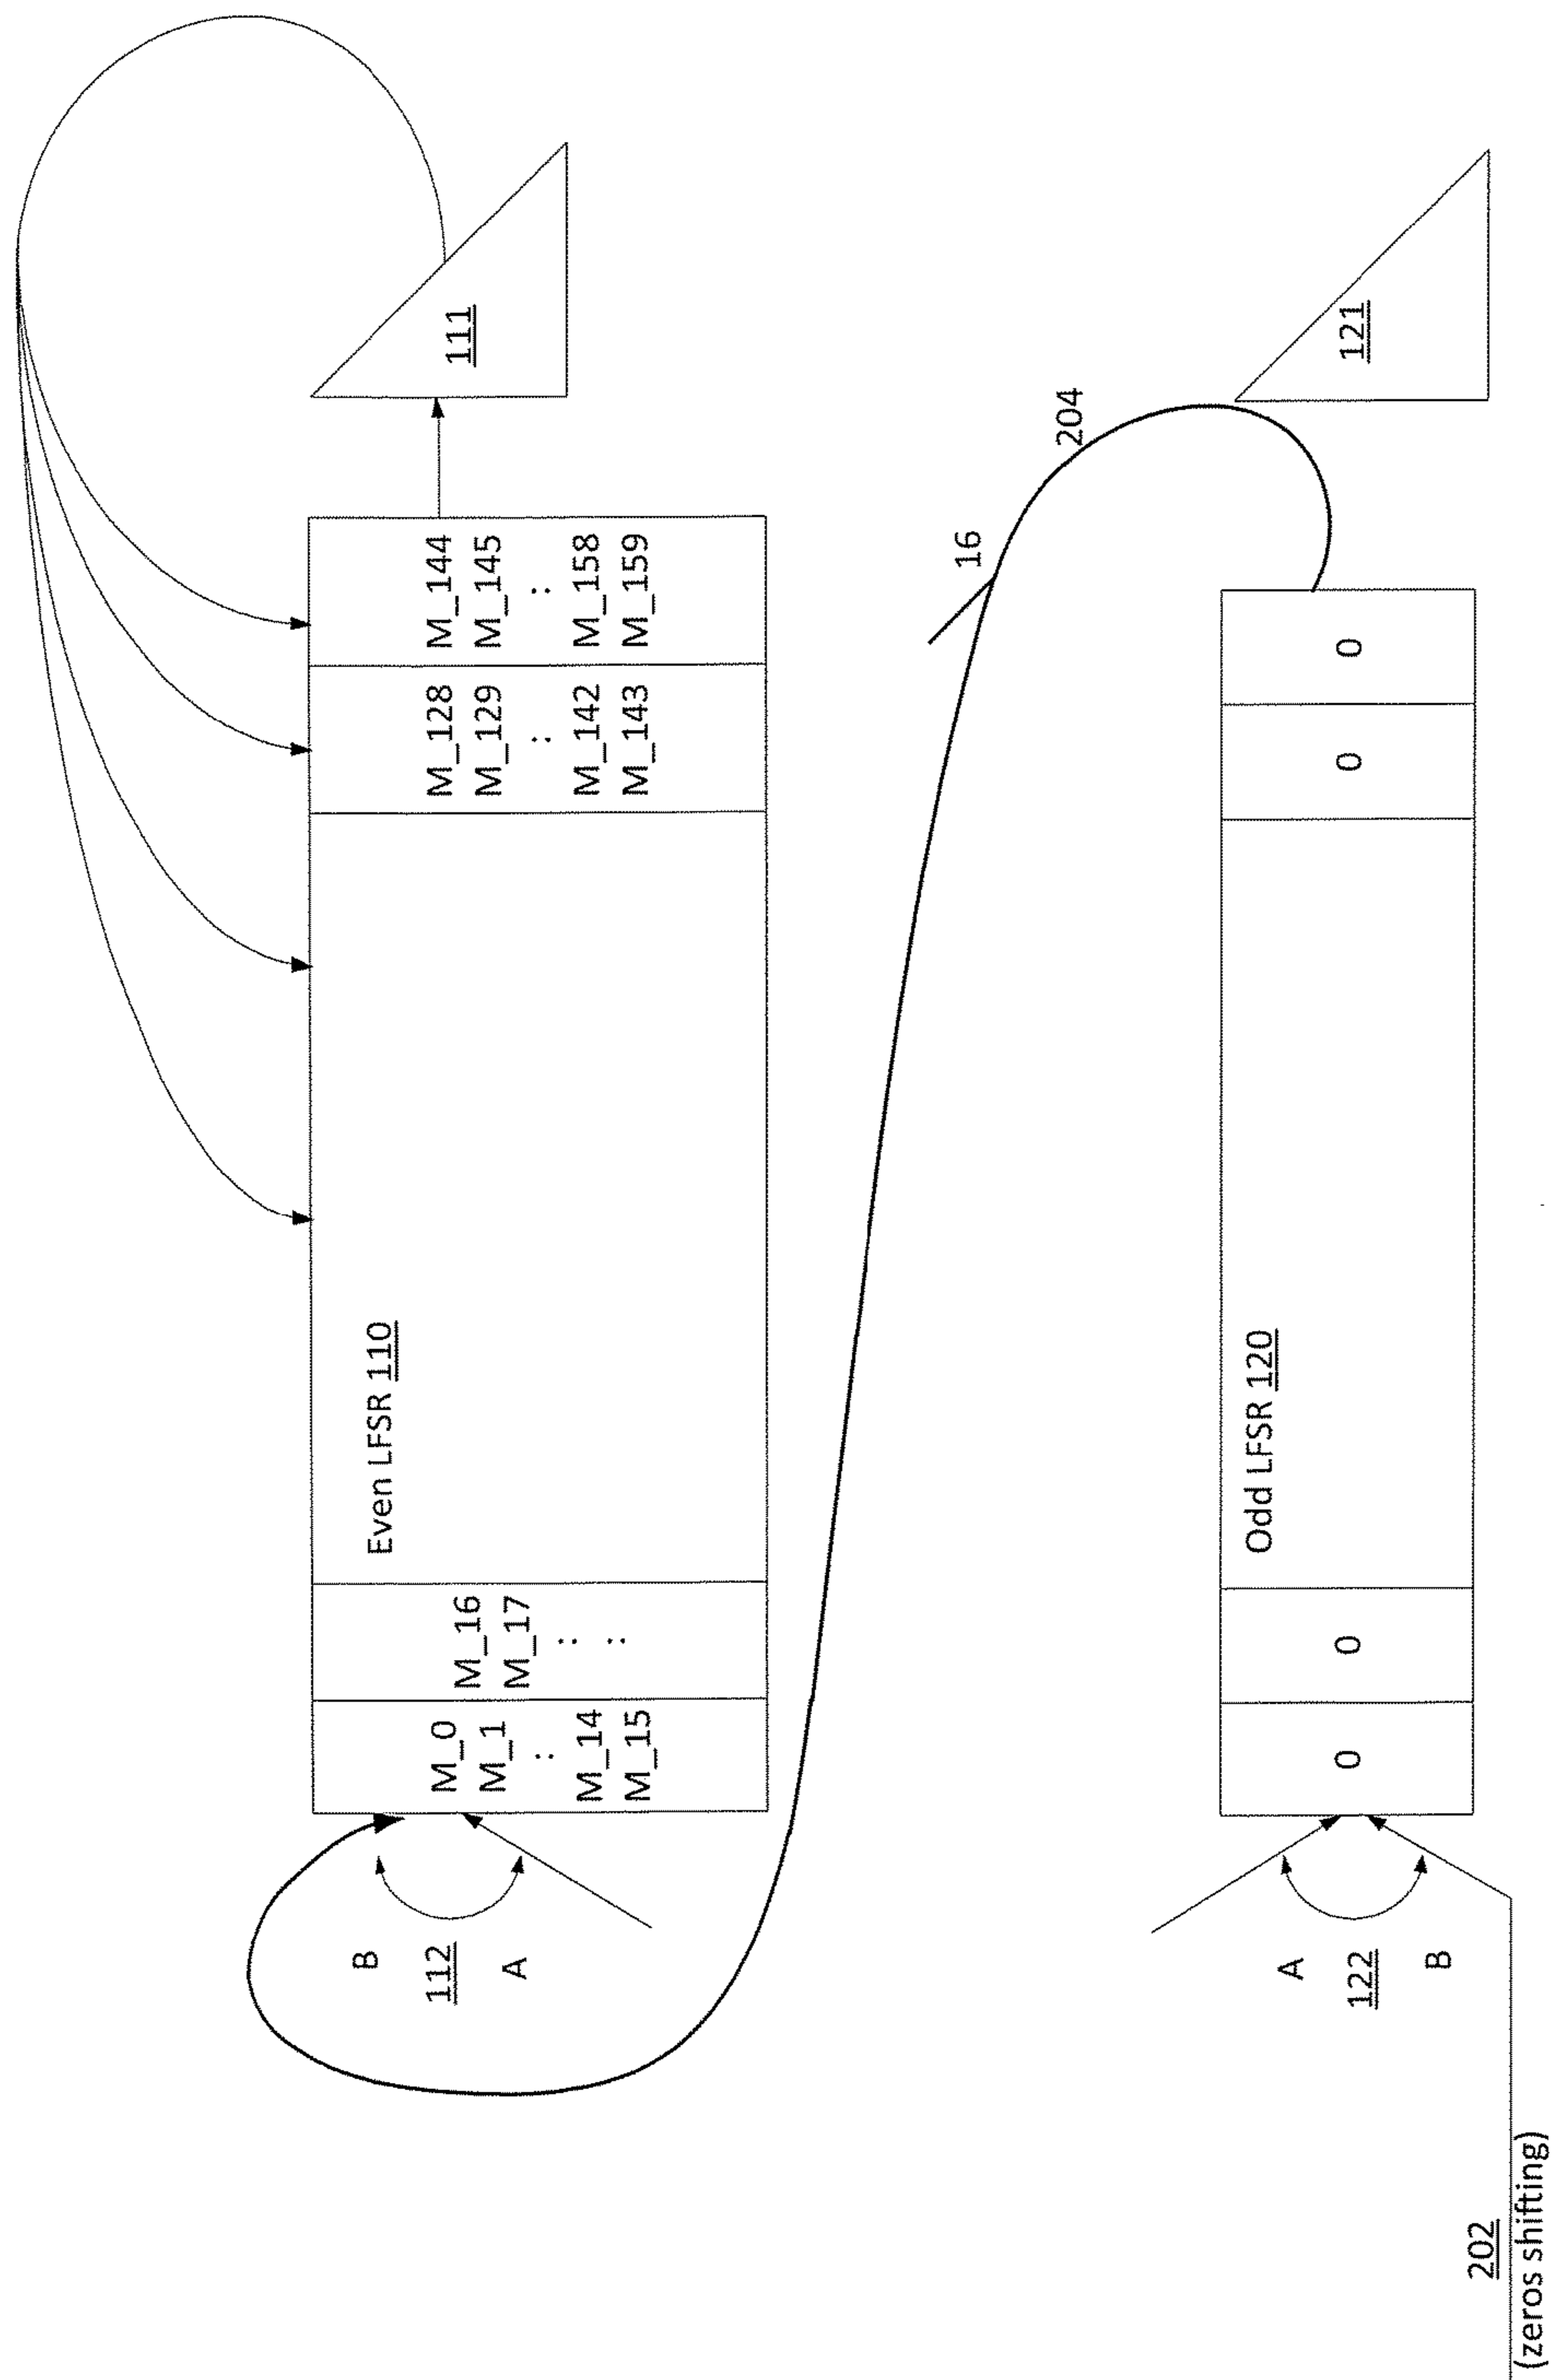 111
Even LFSR 110
B
112
A
M_0
M_1
:
M_14
M_15
M_16
M_17
:
:
M_128
M_129
:
M_142
M_143
M_144
M_145
:
M_158
M_159
16
204
121
Odd LFSR 120
A
122
B
0
0
0
0
202
(zeros shifting)